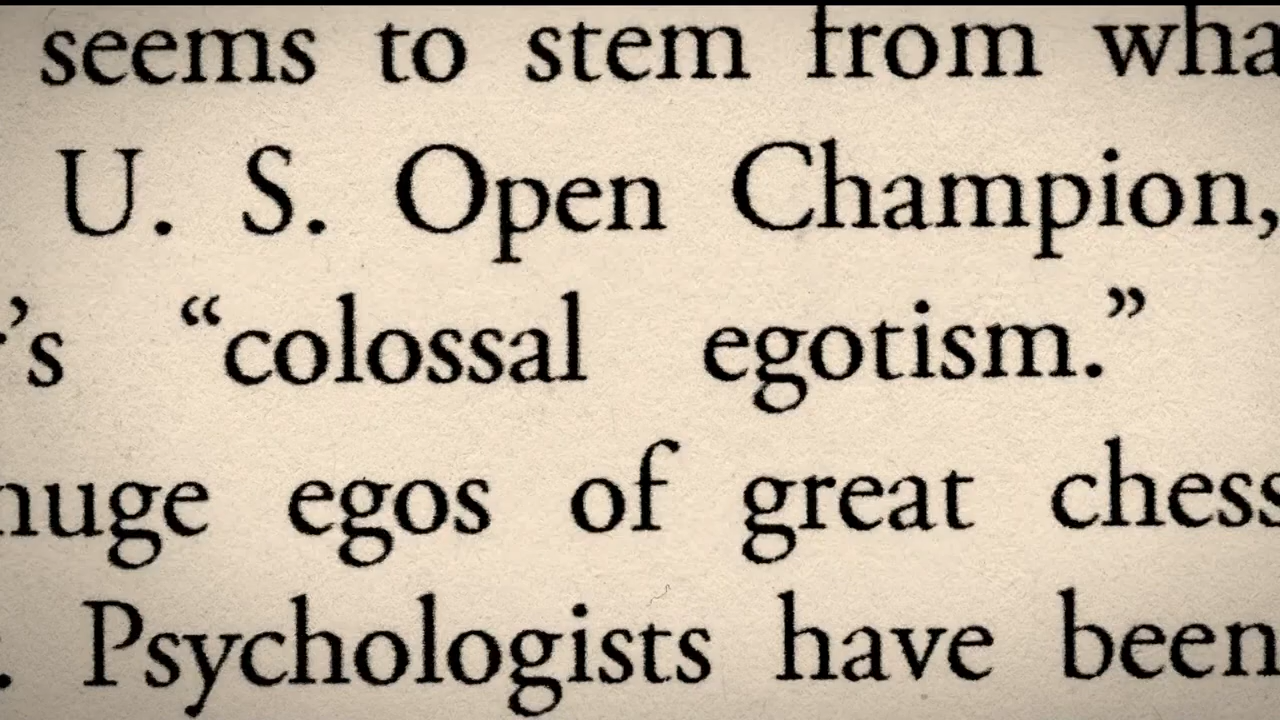 seems to stem from wha
U. S. Open Champion,
’s “colossal egotism.”
huge egos of great chess
. Psychologists have been